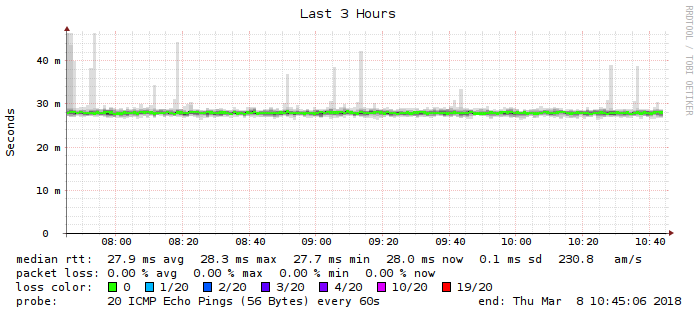 Last 3 Hours
RRDTOOL / TOBI OETIKER
Seconds
40 m
30 m
20 m
10 m
0
08:00 08:20 08:40 09:00 09:20 09:40 10:00 10:20 10:40
median rtt: 27.9 ms avg 28.3 ms max 27.7 ms min 28.0 ms now 0.1 ms sd 230.8 am/s
packet loss: 0.00 % avg 0.00 % max 0.00 % min 0.00 % now
loss color: 0 1/20 2/20 3/20 4/20 10/20 19/20
probe: 20 ICMP Echo Pings (56 Bytes) every 60s end: Thu Mar 8 10:45:06 2018